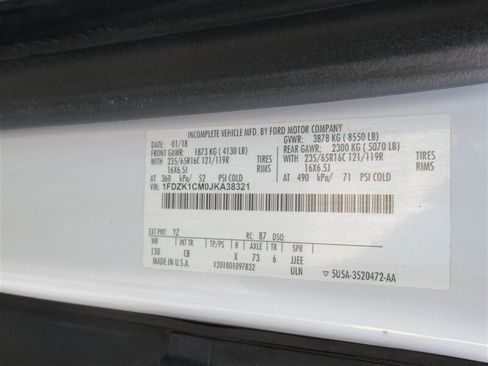 INCOMPLETE VEHICLE MFD. BY FORD MOTOR COMPANY
DATE: 01/18 GVWR: 3878 KG ( 8550 LB)
FRONT GAWR: 1873 KG ( 4130 LB) REAR GAWR: 2300 KG ( 5070 LB)
WITH 235/65R16C 121/119R TIRES WITH 235/65R16C 121/119R TIRES
16X6.5J RIMS 16X6.5J RIMS
AT 360 kPa/ 52 PSI COLD AT 490 kPa/ 71 PSI COLD
VIN: 1FDZK1CM0JKA38321
EXT PNT: YZ RC: 87 DSO:
WB INT TR R AXLE TR
130 CB X 73 6 JJEE
MADE IN U.S.A. 1201801097832 ULN ▽ 5U5A-3520472-AA